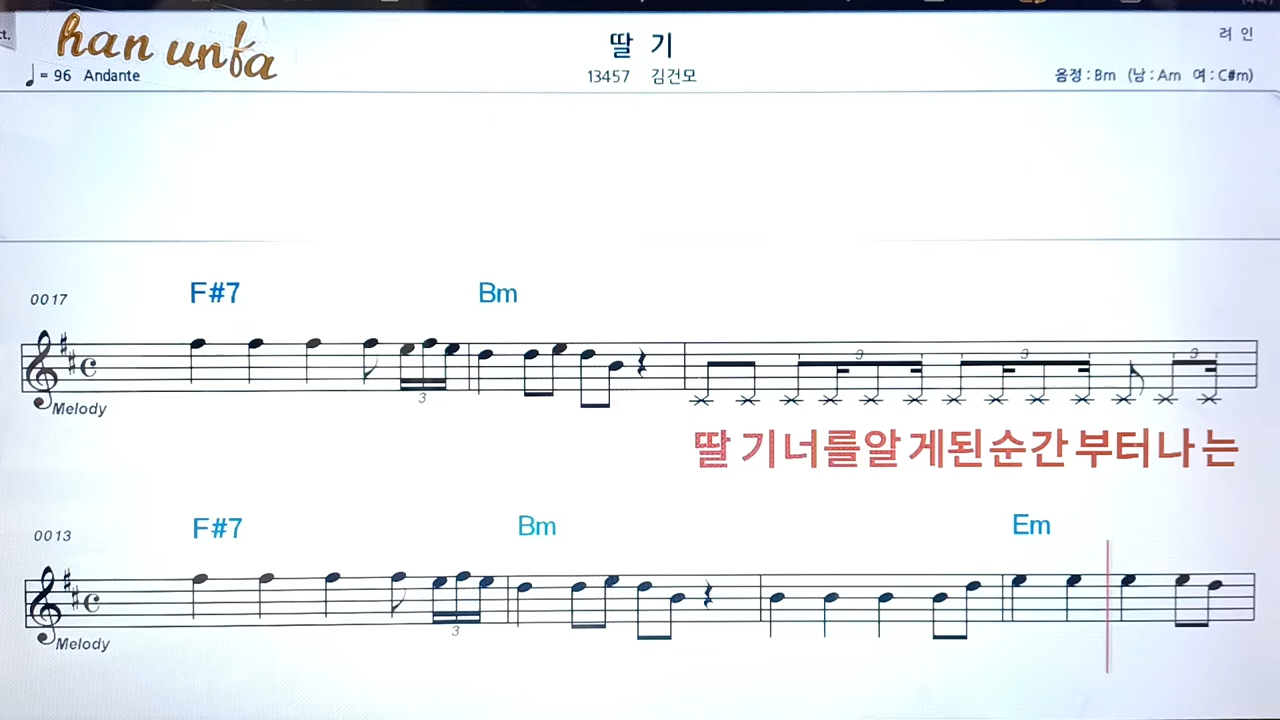 ct.
han unfa
딸 기
려 인
♩ = 96 Andante
13457 김건모
음정 : Bm (남 : Am 여 : C#m)
0017
F#7 Bm
3 3 3 3
Melody
딸 기너를알 게된순간 부터나 는
0013
F#7 Bm Em
3
Melody